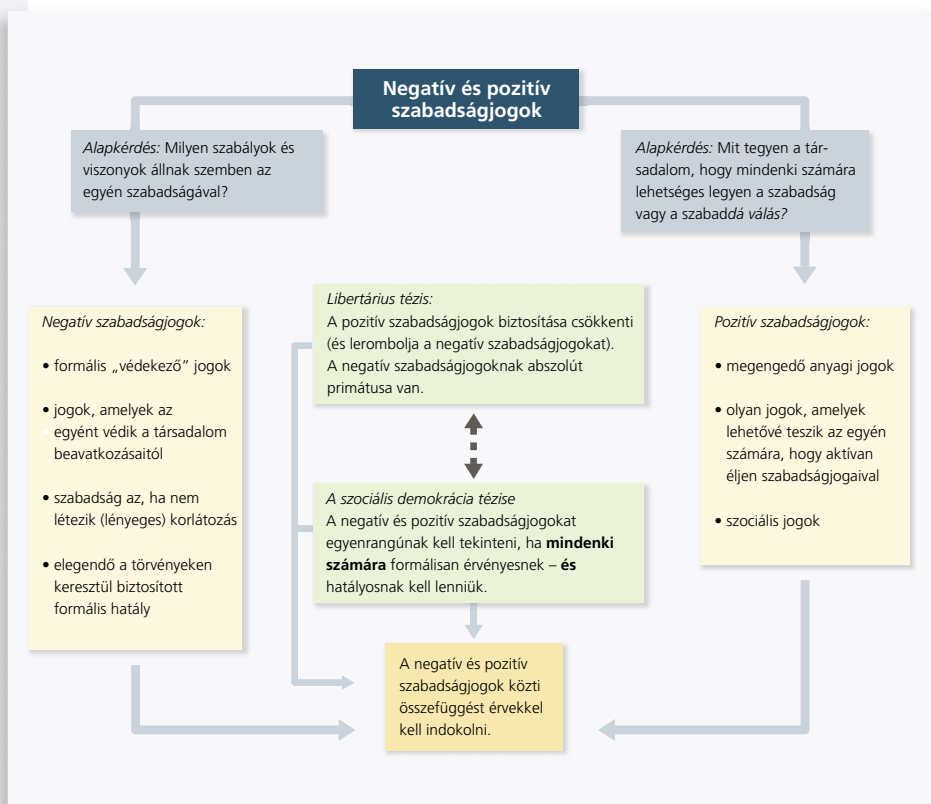 Negatív és pozitív
szabadságjogok
Alapkérdés: Milyen szabályok és
viszonyok állnak szemben az
egyén szabadságával?
Alapkérdés: Mit tegyen a tár-
sadalom, hogy mindenki számára
lehetséges legyen a szabadság
vagy a szabaddá válás?
Negatív szabadságjogok:
• formális „védekező” jogok
• jogok, amelyek az
egyént védik a társadalom
beavatkozásaitól
• szabadság az, ha nem
létezik (lényeges) korlátozás
• elegendő a törvényeken
keresztül biztosított
formális hatály
Libertárius tézis:
A pozitív szabadságjogok biztosítása csökkenti
(és lerombolja a negatív szabadságjogokat).
A negatív szabadságjogoknak abszolút
primátusa van.
A szociális demokrácia tézise
A negatív és pozitív szabadságjogokat
egyenrangúnak kell tekinteni, ha mindenki
számára formálisan érvényesnek – és
hatályosnak kell lenniük.
A negatív és pozitív
szabadságjogok közti
összefüggést érvekkel
kell indokolni.
Pozitív szabadságjogok:
• megengedő anyagi jogok
• olyan jogok, amelyek
lehetővé teszik az egyén
számára, hogy aktívan
éljen szabadságjogaival
• szociális jogok